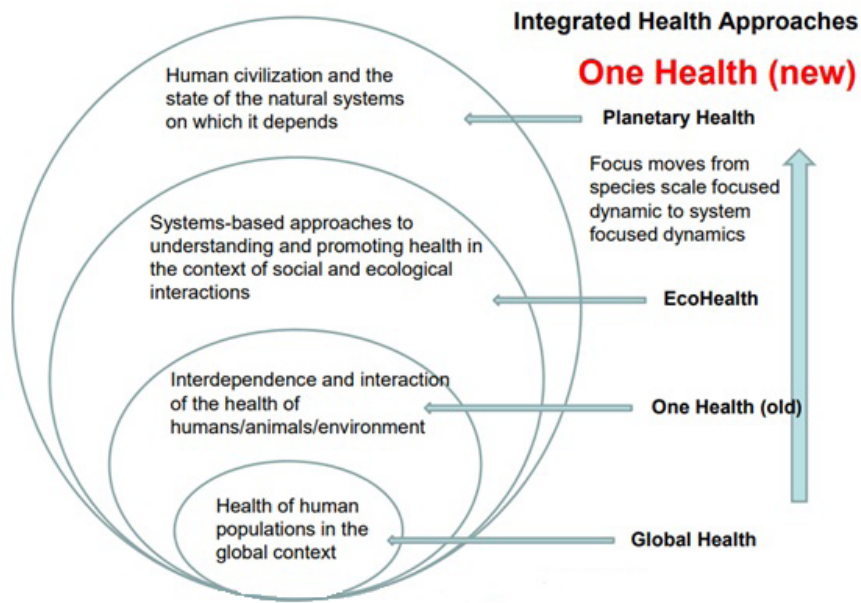 Integrated Health Approaches
One Health (new)
Human civilization and the
state of the natural systems
on which it depends
Planetary Health
Focus moves from
species scale focused
dynamic to system
focused dynamics
Systems-based approaches to
understanding and promoting health in
the context of social and ecological
interactions
EcoHealth
Interdependence and interaction
of the health of
humans/animals/environment
One Health (old)
Health of human
populations in the
global context
Global Health